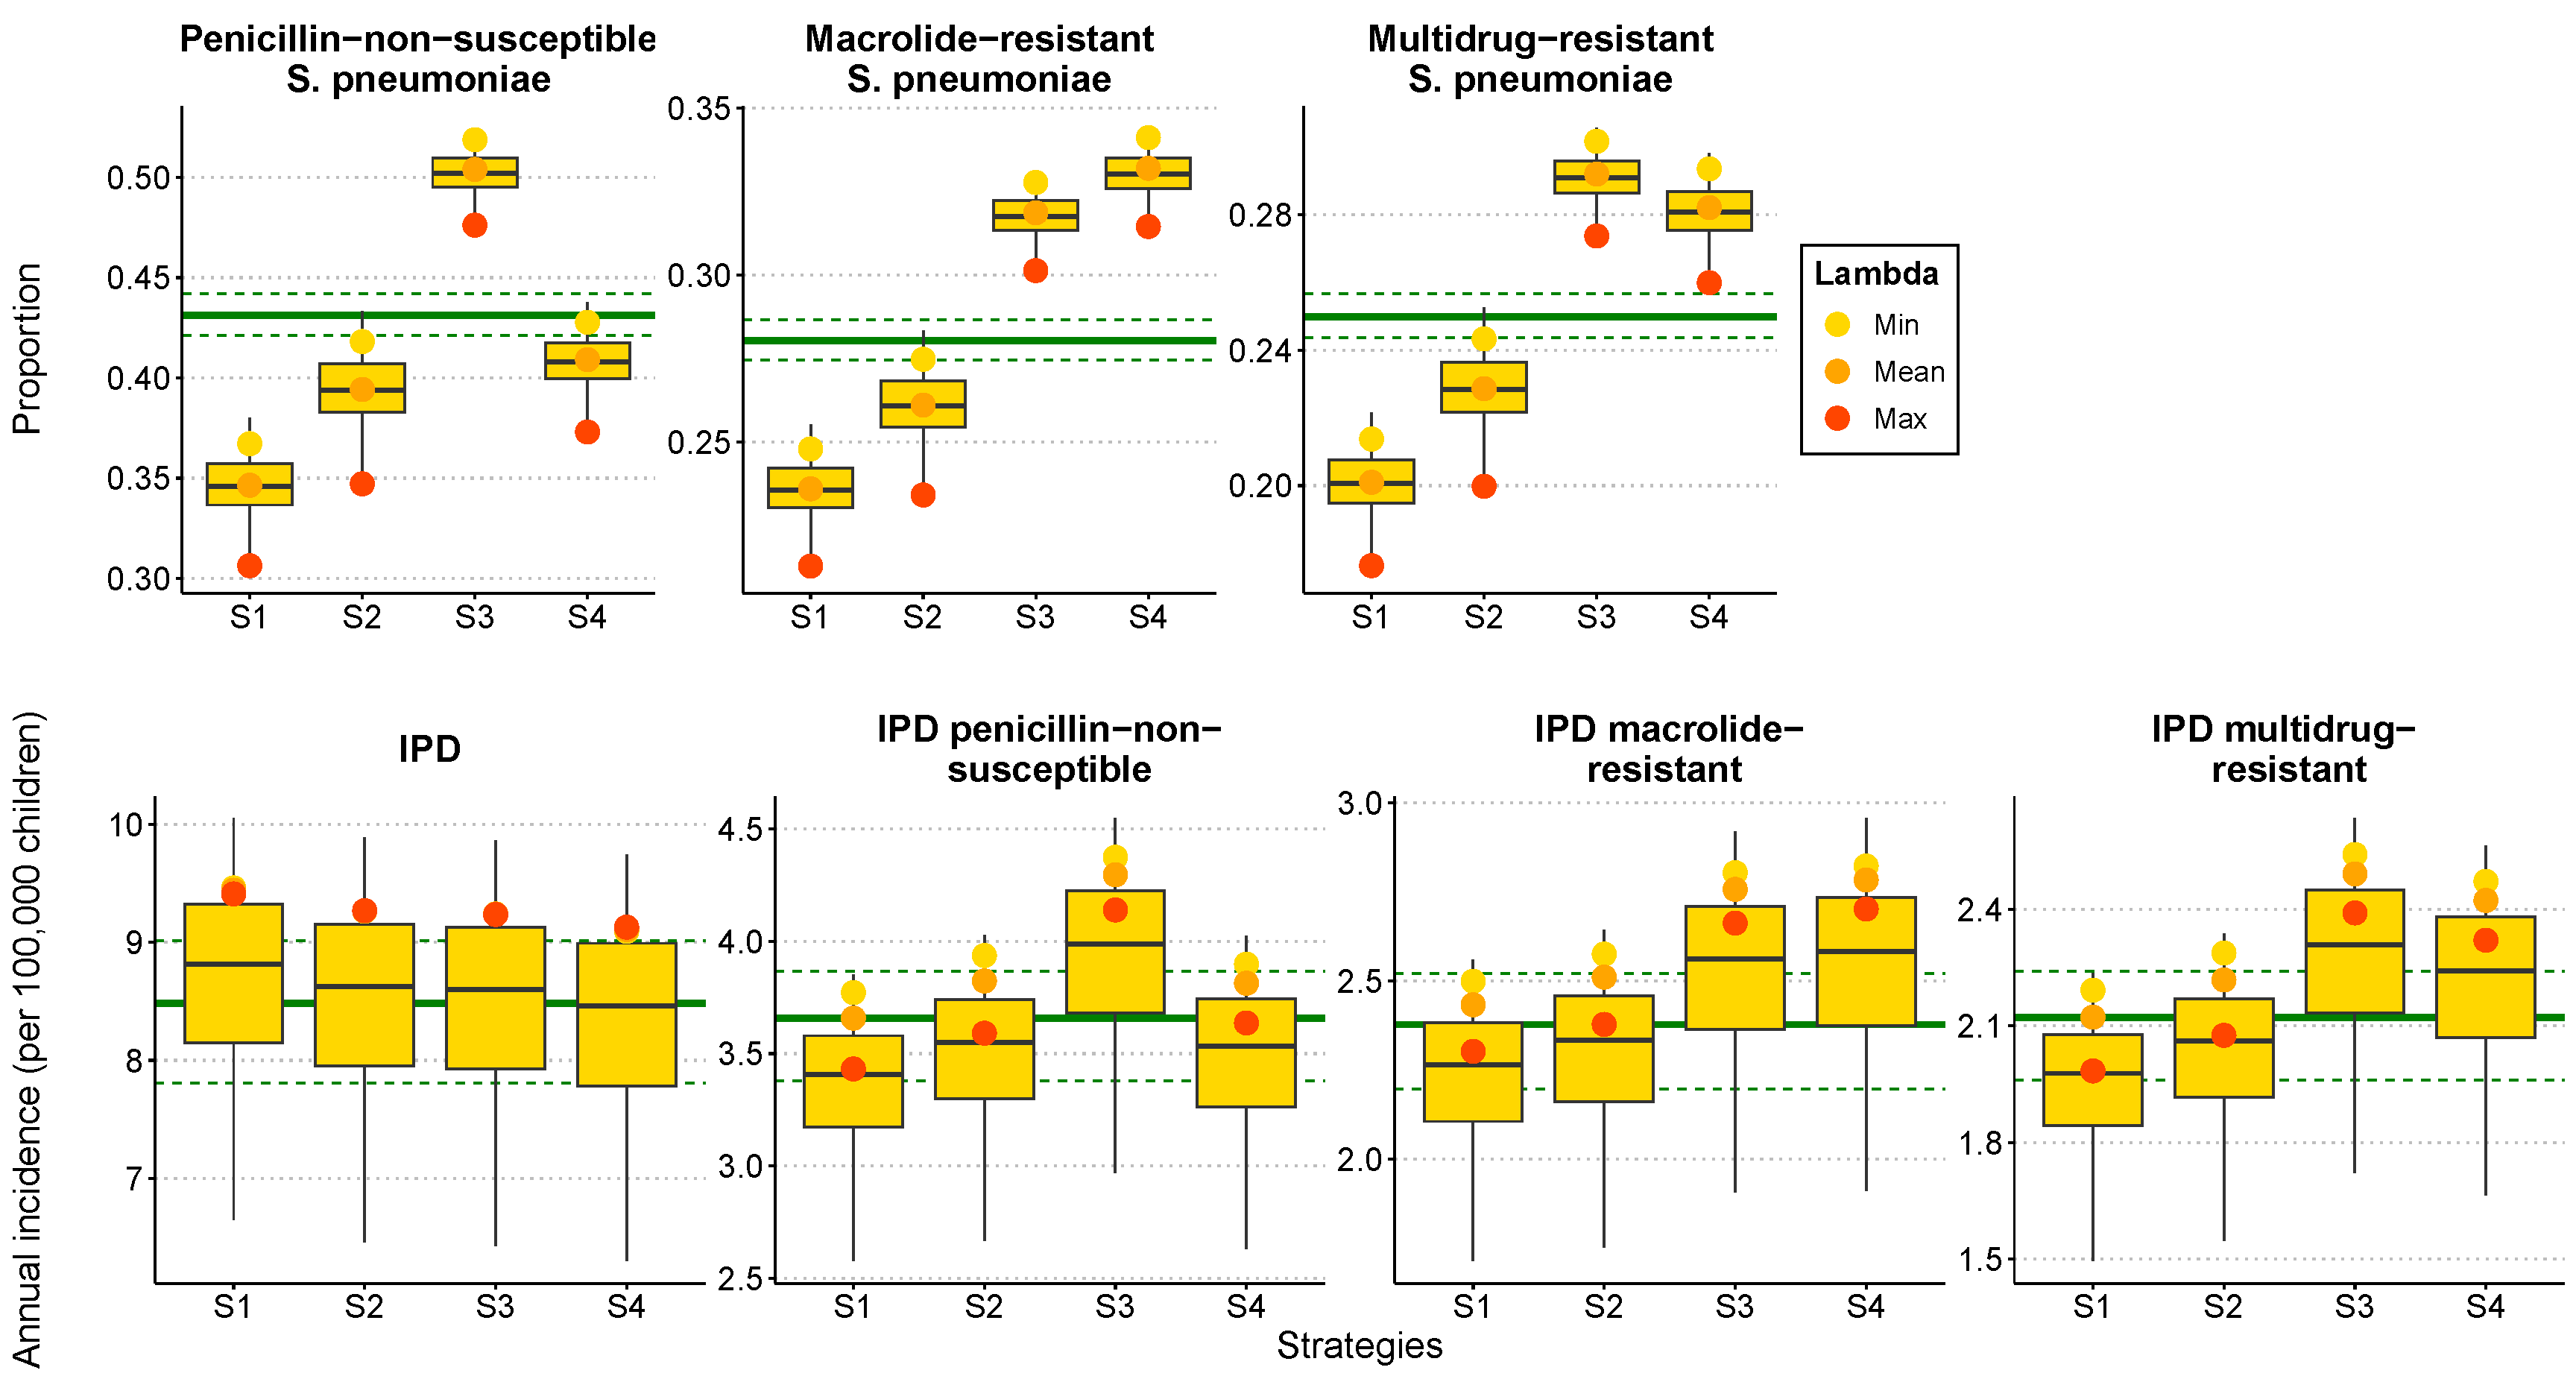 Penicillin−non−susceptible
S. pneumoniae
Macrolide−resistant
S. pneumoniae
Multidrug−resistant
S. pneumoniae
Proportion
0.50
0.45
0.40
0.35
0.30
S1 S2 S3 S4
0.35
0.30
0.25
S1 S2 S3 S4
0.28
0.24
0.20
S1 S2 S3 S4
Lambda
Min
Mean
Max
Annual incidence (per 100,000 children)
IPD
10
9
8
7
S1 S2 S3 S4
IPD penicillin−non−
susceptible
4.5
4.0
3.5
3.0
2.5
S1 S2 S3 S4
IPD macrolide−
resistant
3.0
2.5
2.0
S1 S2 S3 S4
IPD multidrug−
resistant
2.4
2.1
1.8
1.5
S1 S2 S3 S4
Strategies